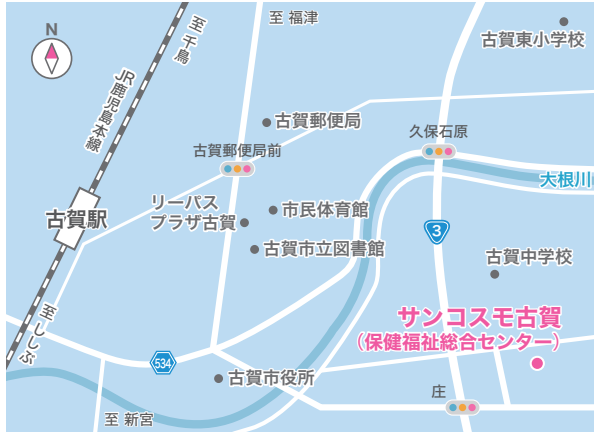 N
至 福津
至 千鳥
古賀東小学校
JR鹿児島本線
古賀郵便局
久保石原
古賀郵便局前
大根川
リーパス
プラザ古賀
市民体育館
古賀駅
3
古賀市立図書館
古賀中学校
至 ししぶ
サンコスモ古賀
（保健福祉総合センター）
534
古賀市役所
庄
至 新宮